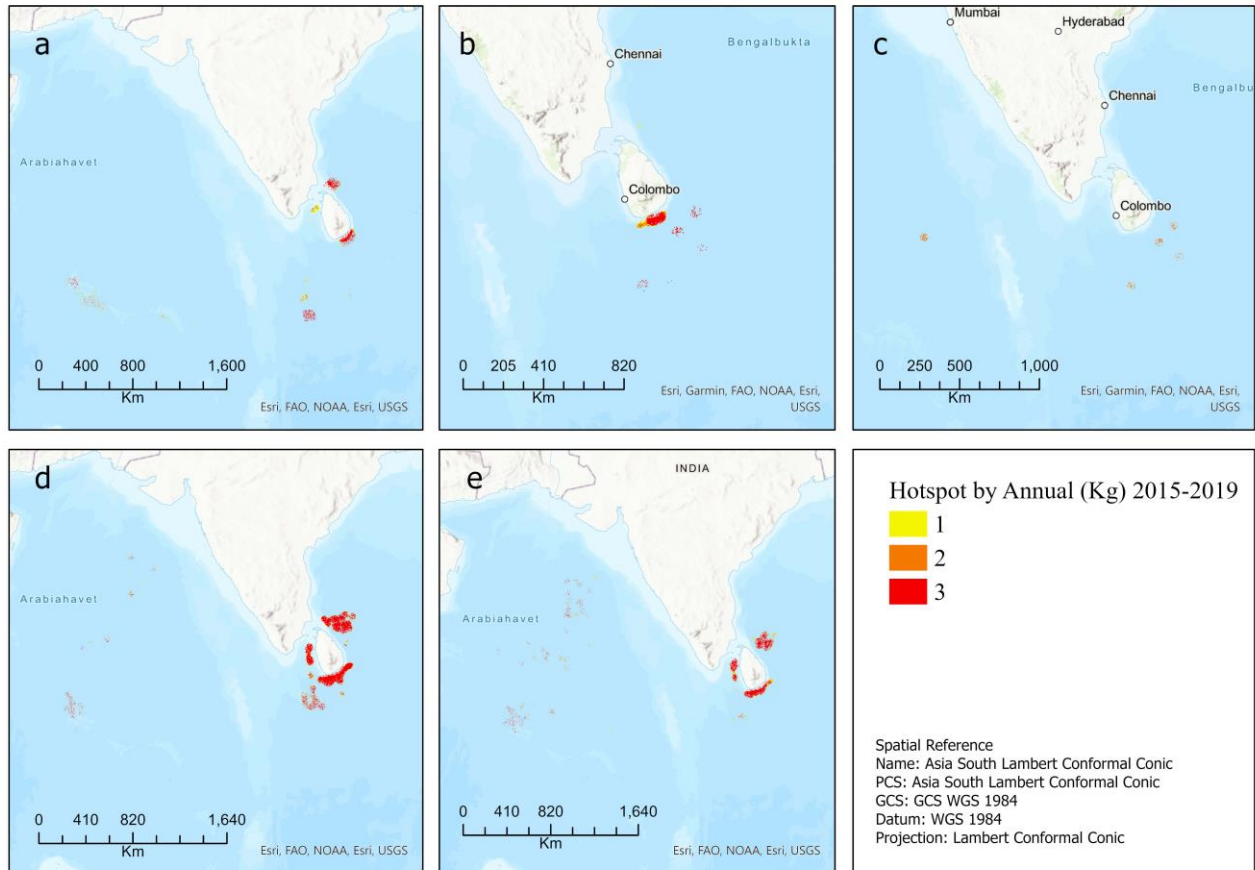 a
Arabiahavet
0 400 800 1,600
Km
Esri, FAO, NOAA, Esri, USGS
b
Bengalbukta
Chennai
Colombo
0 205 410 820
Km
Esri, Garmin, FAO, NOAA, Esri,
USGS
c
Mumbai
Hyderabad
Chennai
Bengalbu
Colombo
0 250 500 1,000
Km
Esri, Garmin, FAO, NOAA, Esri,
USGS
d
Arabiahavet
0 410 820 1,640
Km
Esri, FAO, NOAA, Esri, USGS
e
INDIA
Arabiahavet
0 410 820 1,640
Km
Esri, FAO, NOAA, Esri, USGS
Hotspot by Annual (Kg) 2015-2019
1
2
3
Spatial Reference
Name: Asia South Lambert Conformal Conic
PCS: Asia South Lambert Conformal Conic
GCS: GCS WGS 1984
Datum: WGS 1984
Projection: Lambert Conformal Conic